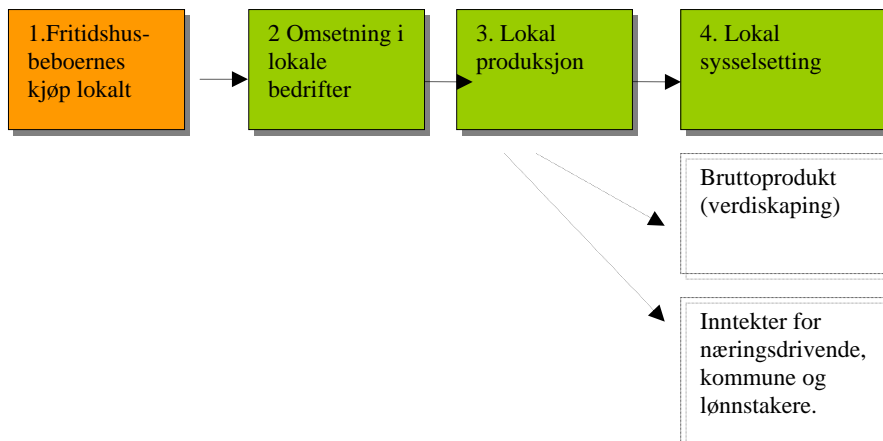 1.Fritidshus-
beboernes
kjøp lokalt
2 Omsetning i
lokale
bedrifter
3. Lokal
produksjon
4. Lokal
sysselsetting
Bruttoprodukt
(verdiskaping)
Inntekter for
næringsdrivende,
kommune og
lønnstakere.